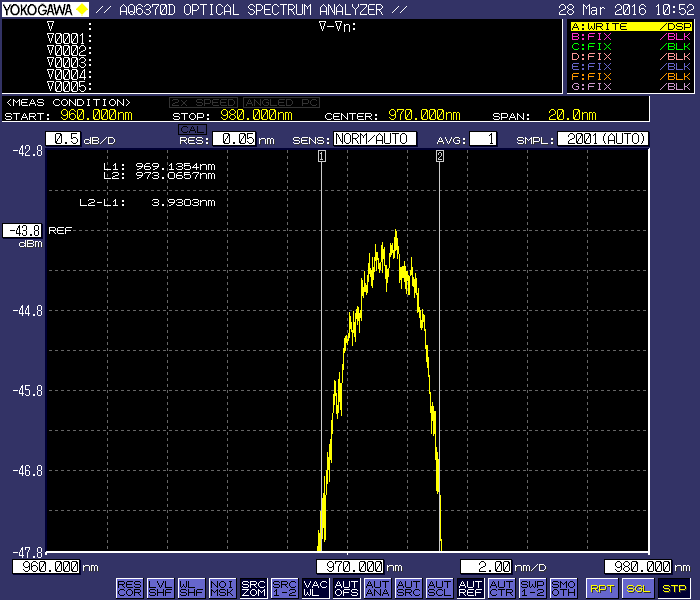 YOKOGAWA // AQ6370D OPTICAL SPECTRUM ANALYZER // 28 Mar 2016 10:52
∇ : ∇-∇n:
∇0001:
∇0002:
∇0003:
∇0004:
∇0005:
A:WRITE /DSP
B:FIX /BLK
C:FIX /BLK
D:FIX /BLK
E:FIX /BLK
F:FIX /BLK
G:FIX /BLK
<MEAS CONDITION> 2X SPEED ANGLED PC
START: 960.000nm STOP: 980.000nm CENTER: 970.000nm SPAN: 20.0nm
CAL
0.5 dB/D RES: 0.05 nm SENS: NORM/AUTO AVG: 1 SMPL: 2001(AUTO)
-42.8
L1: 969.1354nm
L2: 973.0657nm
L2-L1: 3.9303nm
1 2
-43.8 REF
dBm
-44.8
-45.8
-46.8
-47.8
960.000 nm 970.000 nm 2.00 nm/D 980.000 nm
RES COR LVL SHF WL SHF NOI MSK SRC ZOM SRC 1-2 VAC WL AUT OFS AUT ANA AUT SRC AUT SCL AUT REF AUT CTR SWP 1-2 SMO OTH RPT SGL STP